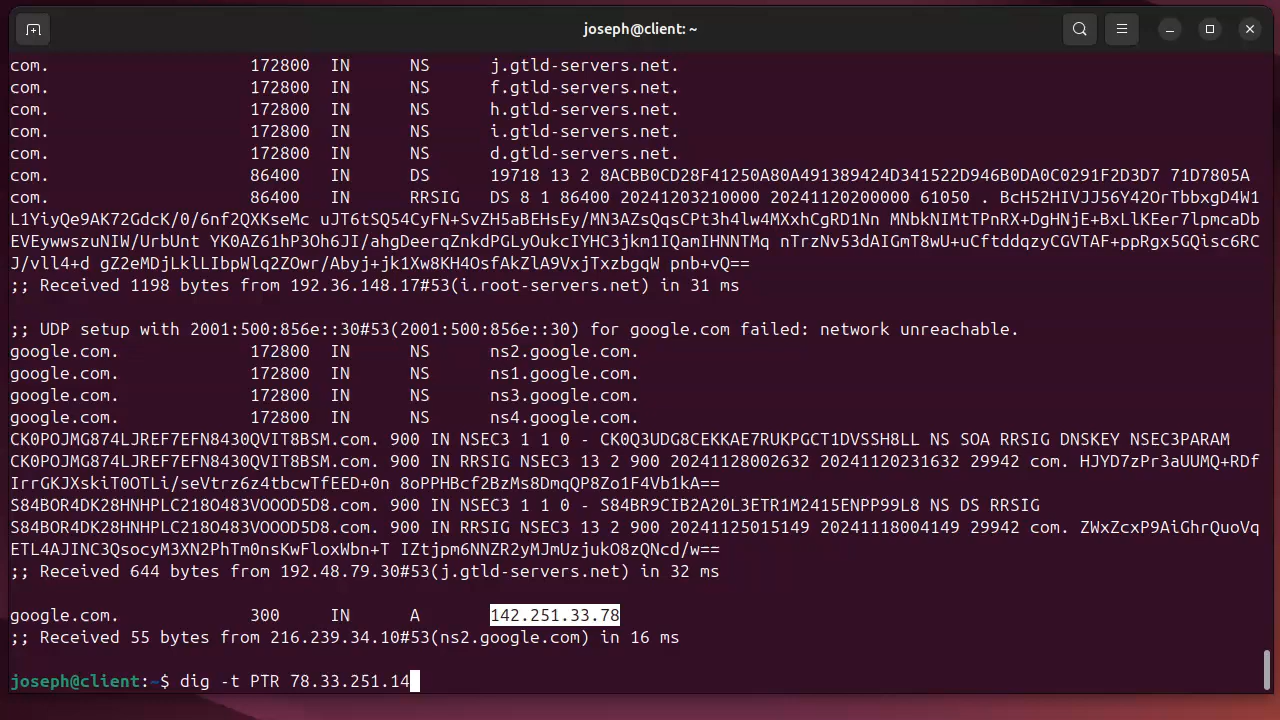 joseph@client: ~
com. 172800 IN NS j.gtld-servers.net.
com. 172800 IN NS f.gtld-servers.net.
com. 172800 IN NS h.gtld-servers.net.
com. 172800 IN NS i.gtld-servers.net.
com. 172800 IN NS d.gtld-servers.net.
com. 86400 IN DS 19718 13 2 8ACBB0CD28F41250A80A491389424D341522D946B0DA0C0291F2D3D7 71D7805A
com. 86400 IN RRSIG DS 8 1 86400 20241203210000 20241120200000 61050 . BcH52HIVJJ56Y42OrTbbxgD4W1
L1YiyQe9AK72GdcK/0/6nf2QXKseMc uJT6tSQ54CyFN+SvZH5aBEHsEy/MN3AZsQqsCPt3h4lw4MXxhCgRD1Nn MNbkNIMtTPnRX+DgHNjE+BxLlKEer7lpmcaDb
EVEywwszuNIW/UrbUnt YK0AZ61hP3Oh6JI/ahgDeerqZnkdPGLyOukcIYHC3jkm1IQamIHNNTMq nTrzNv53dAIGmT8wU+uCftddqzyCGVTAF+ppRgx5GQisc6RC
J/vll4+d gZ2eMDjLklLIbpWlq2ZOwr/Abyj+jk1Xw8KH4OsfAkZlA9VxjTxzbgqW pnb+vQ==
;; Received 1198 bytes from 192.36.148.17#53(i.root-servers.net) in 31 ms
;; UDP setup with 2001:500:856e::30#53(2001:500:856e::30) for google.com failed: network unreachable.
google.com. 172800 IN NS ns2.google.com.
google.com. 172800 IN NS ns1.google.com.
google.com. 172800 IN NS ns3.google.com.
google.com. 172800 IN NS ns4.google.com.
CK0POJMG874LJREF7EFN8430QVIT8BSM.com. 900 IN NSEC3 1 1 0 - CK0Q3UDG8CEKKAE7RUKPGCT1DVSSH8LL NS SOA RRSIG DNSKEY NSEC3PARAM
CK0POJMG874LJREF7EFN8430QVIT8BSM.com. 900 IN RRSIG NSEC3 13 2 900 20241128002632 20241120231632 29942 com. HJYD7zPr3aUUMQ+RDf
IrrGKJXskiT0OTLi/seVtrz6z4tbcwTfEED+0n 8oPPHBcf2BzMs8DmqQP8Zo1F4Vb1kA==
S84BOR4DK28HNHPLC218O483VOOOD5D8.com. 900 IN NSEC3 1 1 0 - S84BR9CIB2A20L3ETR1M2415ENPP99L8 NS DS RRSIG
S84BOR4DK28HNHPLC218O483VOOOD5D8.com. 900 IN RRSIG NSEC3 13 2 900 20241125015149 20241118004149 29942 com. ZWxZcxP9AiGhrQuoVq
ETL4AJINC3QsocyM3XN2PhTm0nsKwFloxWbn+T IZtjpm6NNZR2yMJmUzjukO8zQNcd/w==
;; Received 644 bytes from 192.48.79.30#53(j.gtld-servers.net) in 32 ms
google.com. 300 IN A 142.251.33.78
;; Received 55 bytes from 216.239.34.10#53(ns2.google.com) in 16 ms
joseph@client:~$ dig -t PTR 78.33.251.14